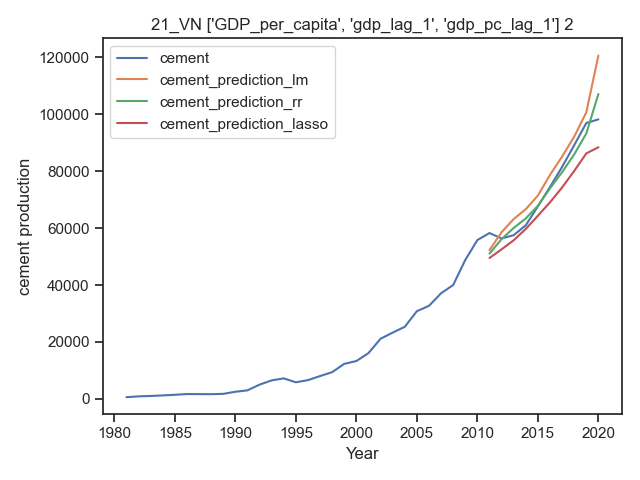 21_VN ['GDP_per_capita', 'gdp_lag_1', 'gdp_pc_lag_1'] 2
cement
cement_prediction_lm
cement_prediction_rr
cement_prediction_lasso
cement production
120000
100000
80000
60000
40000
20000
0
1980 1985 1990 1995 2000 2005 2010 2015 2020
Year